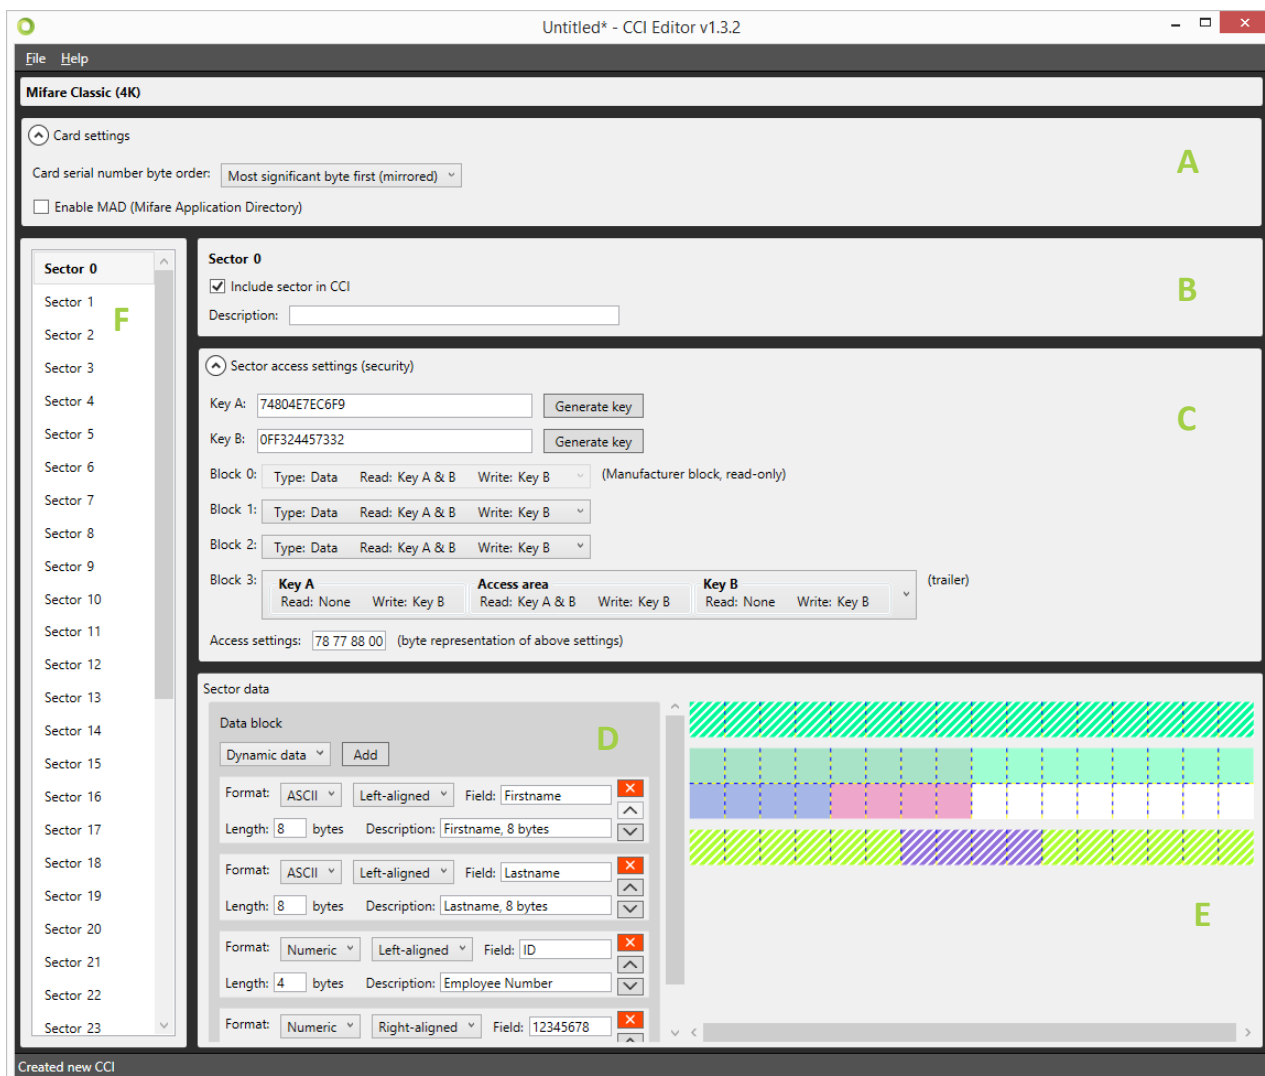 Untitled* - CCI Editor v1.3.2
File Help
Mifare Classic (4K)
Card settings
A
Card serial number byte order: Most significant byte first (mirrored)
Enable MAD (Mifare Application Directory)
Sector 0
Sector 1
Sector 2
Sector 3
Sector 4
Sector 5
Sector 6
Sector 7
Sector 8
Sector 9
Sector 10
Sector 11
Sector 12
Sector 13
Sector 14
Sector 15
Sector 16
Sector 17
Sector 18
Sector 19
Sector 20
Sector 21
Sector 22
Sector 23
F
Sector 0
Include sector in CCI
B
Description:
Sector access settings (security)
Key A: 74804E7EC6F9 Generate key
C
Key B: 0FF324457332 Generate key
Block 0: Type: Data Read: Key A & B Write: Key B (Manufacturer block, read-only)
Block 1: Type: Data Read: Key A & B Write: Key B
Block 2: Type: Data Read: Key A & B Write: Key B
Block 3: Key A Access area Key B (trailer)
Read: None Write: Key B Read: Key A & B Write: Key B Read: None Write: Key B
Access settings: 78 77 88 00 (byte representation of above settings)
Sector data
Data block
D
Dynamic data Add
Format: ASCII Left-aligned Field: Firstname
Length: 8 bytes Description: Firstname, 8 bytes
Format: ASCII Left-aligned Field: Lastname
Length: 8 bytes Description: Lastname, 8 bytes
Format: Numeric Left-aligned Field: ID
Length: 4 bytes Description: Employee Number
Format: Numeric Right-aligned Field: 12345678
E
Created new CCI